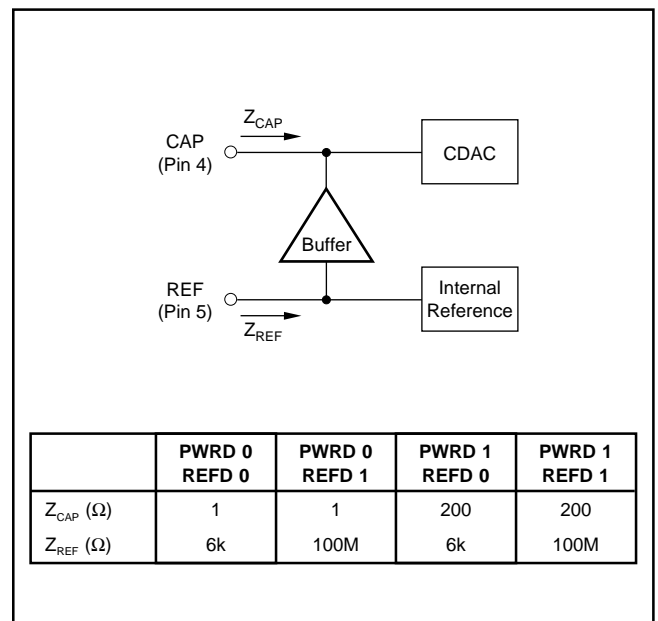 Z_CAP
CAP
(Pin 4)
CDAC
Buffer
REF
(Pin 5)
Internal
Reference
Z_REF
PWRD 0 REFD 0 | PWRD 0 REFD 1 | PWRD 1 REFD 0 | PWRD 1 REFD 1
Z_CAP (Ω) 1 1 200 200
Z_REF (Ω) 6k 100M 6k 100M